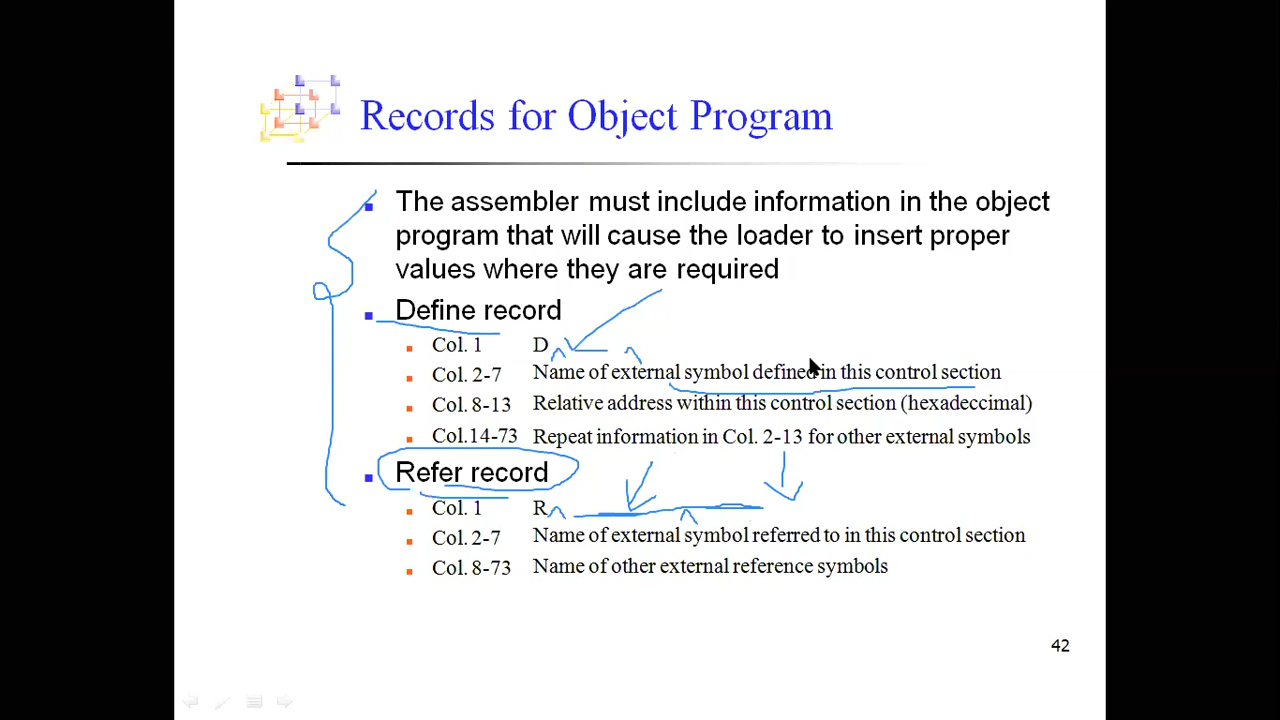 Records for Object Program
The assembler must include information in the object
program that will cause the loader to insert proper
values where they are required
Define record
Col. 1 D
Col. 2-7 Name of external symbol defined in this control section
Col. 8-13 Relative address within this control section (hexadeccimal)
Col.14-73 Repeat information in Col. 2-13 for other external symbols
Refer record
Col. 1 R
Col. 2-7 Name of external symbol referred to in this control section
Col. 8-73 Name of other external reference symbols
42